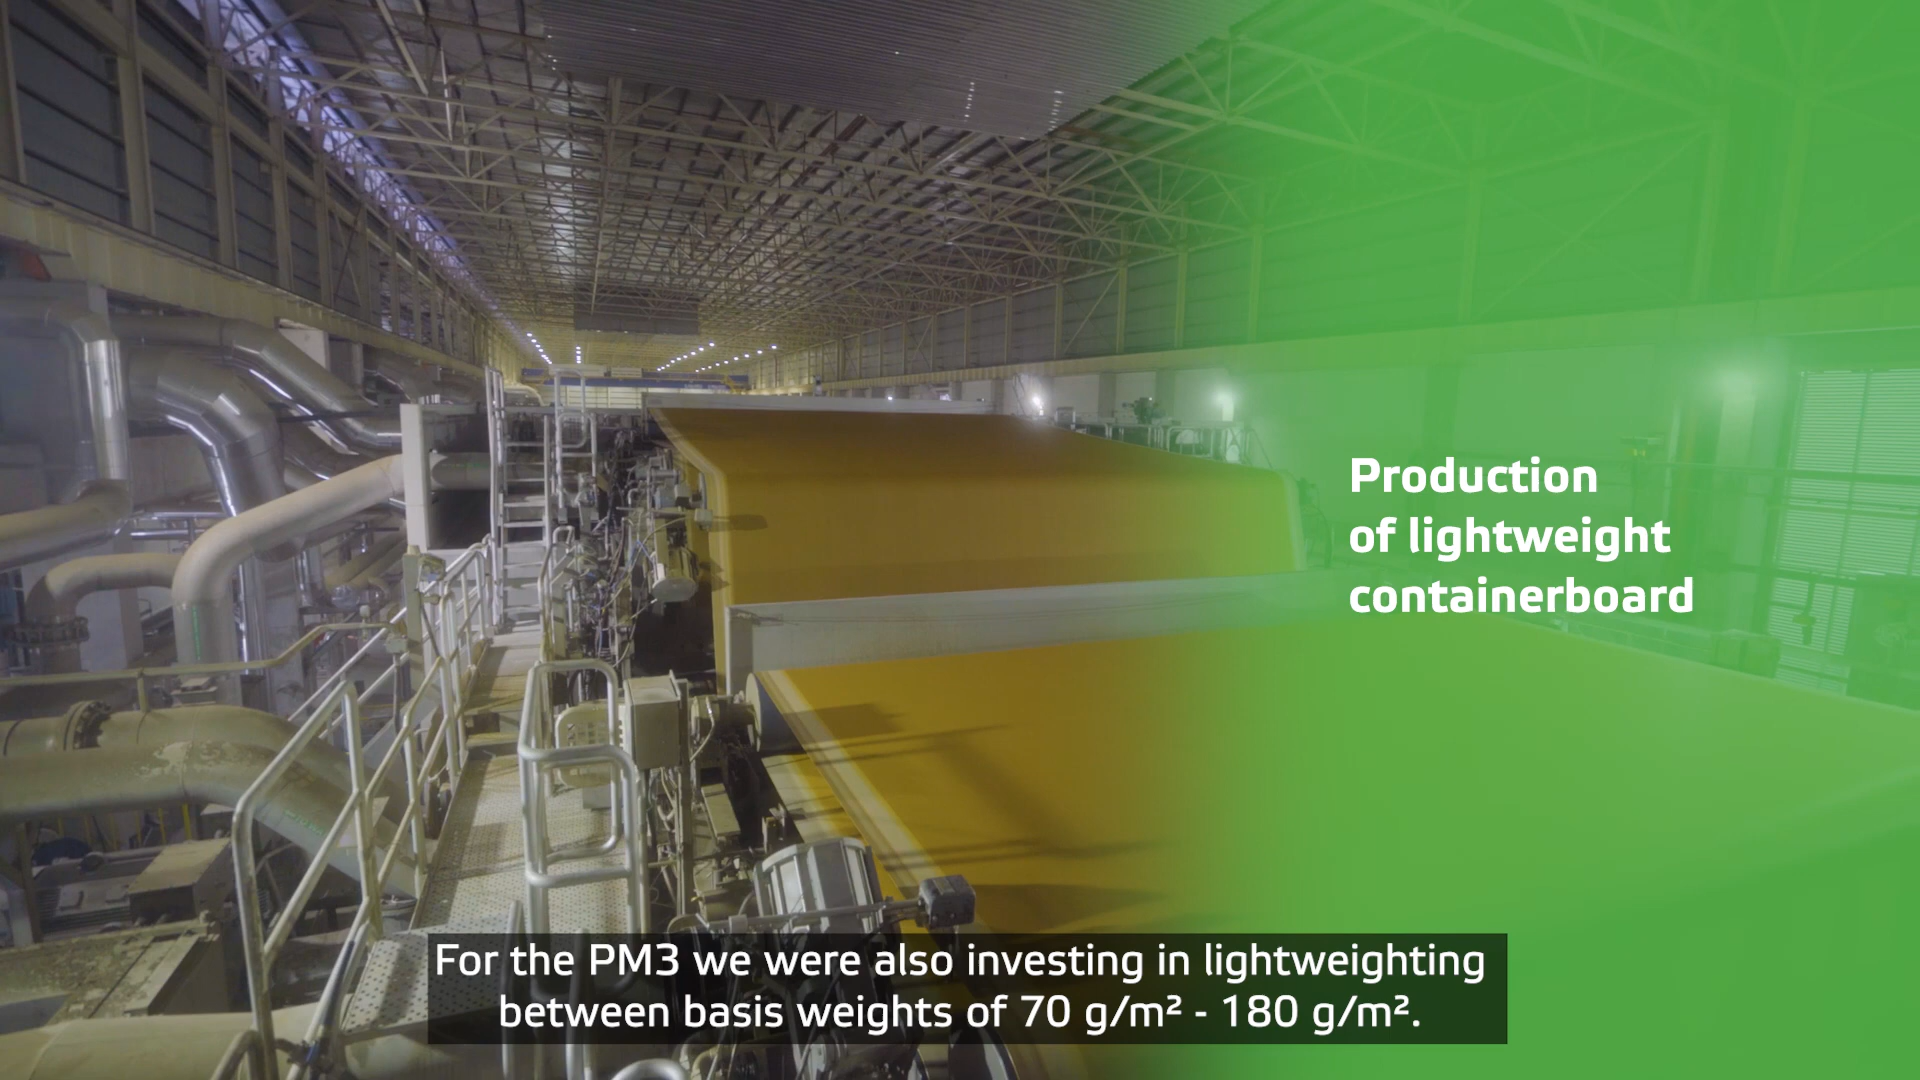 Production
of lightweight
containerboard
For the PM3 we were also investing in lightweighting
between basis weights of 70 g/m² - 180 g/m².